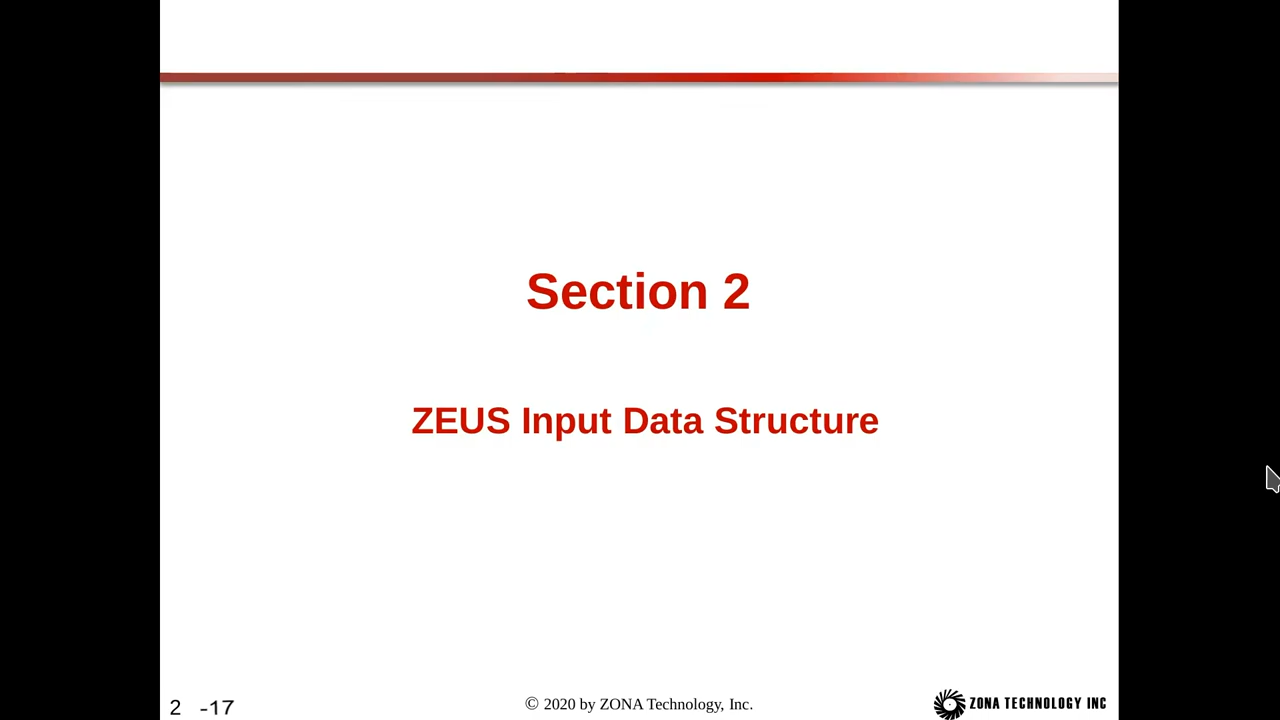 Section 2
ZEUS Input Data Structure
2 -17
© 2020 by ZONA Technology, Inc.
ZONA TECHNOLOGY INC